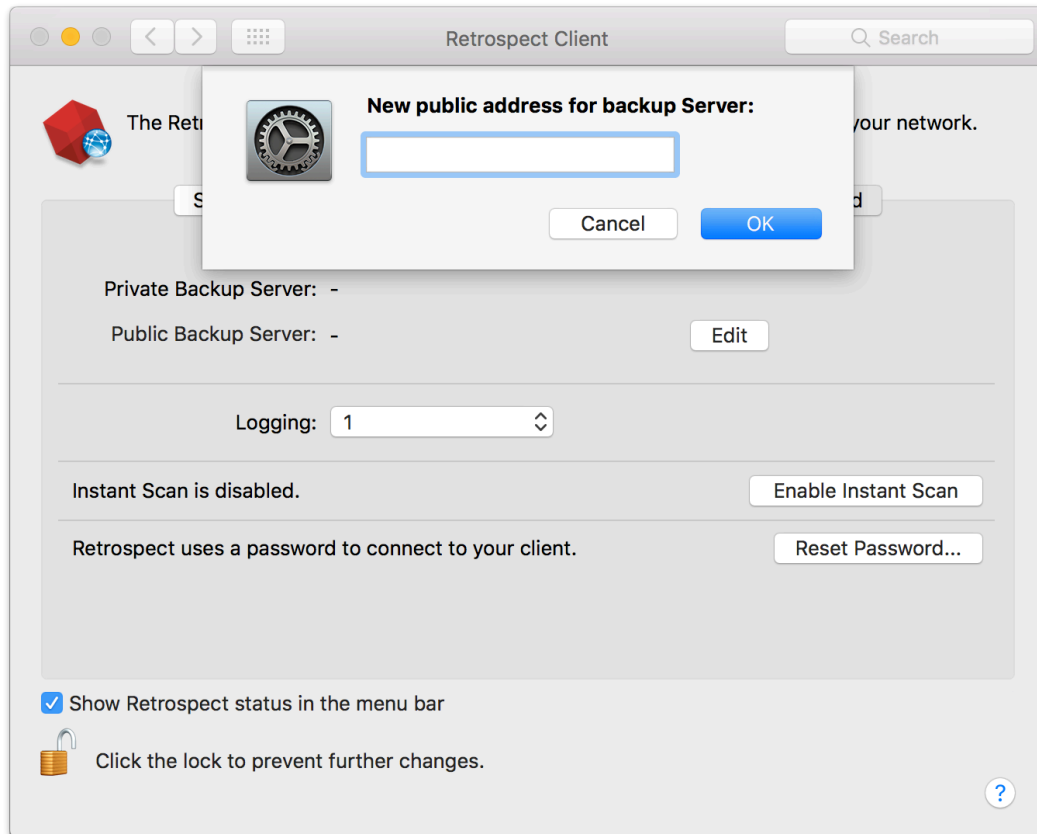 Retrospect Client
Search
New public address for backup Server:
The Retr
your network.
S
d
Cancel
OK
Private Backup Server: -
Public Backup Server: -
Edit
Logging: 1
Instant Scan is disabled.
Enable Instant Scan
Retrospect uses a password to connect to your client.
Reset Password...
Show Retrospect status in the menu bar
Click the lock to prevent further changes.
?